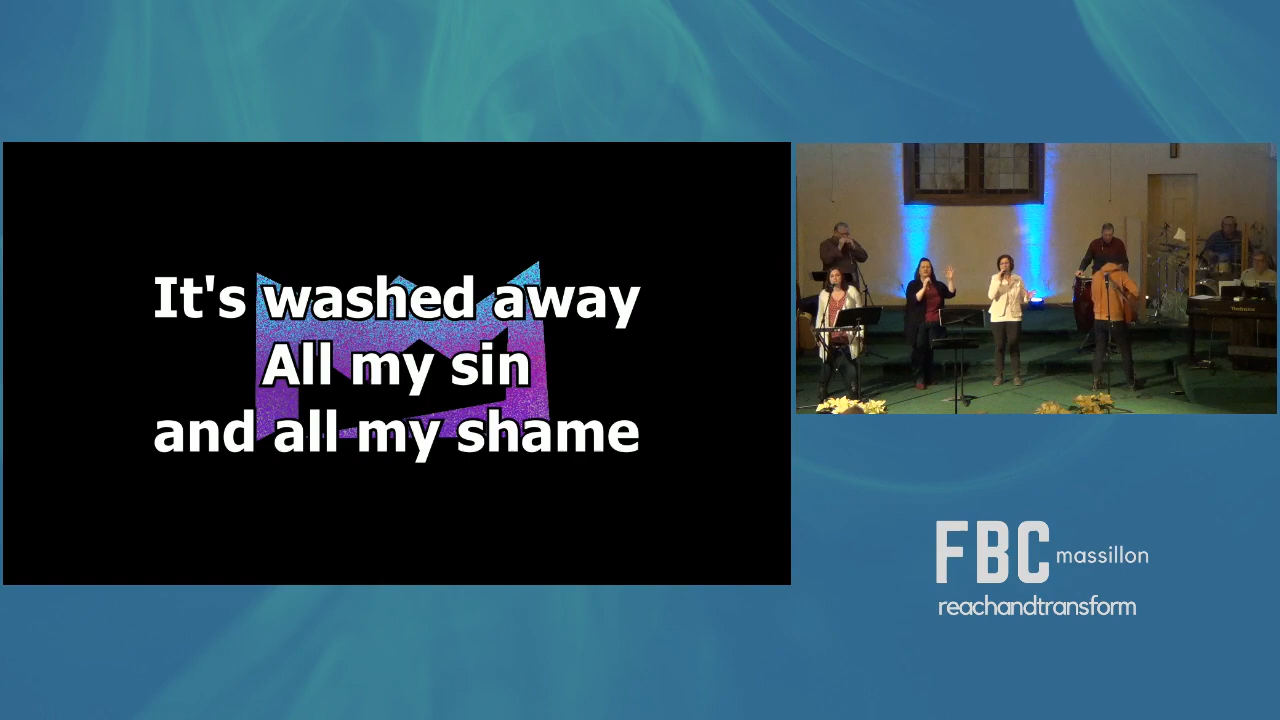 It's washed away
All my sin
and all my shame
FBC massillon
reachandtransform